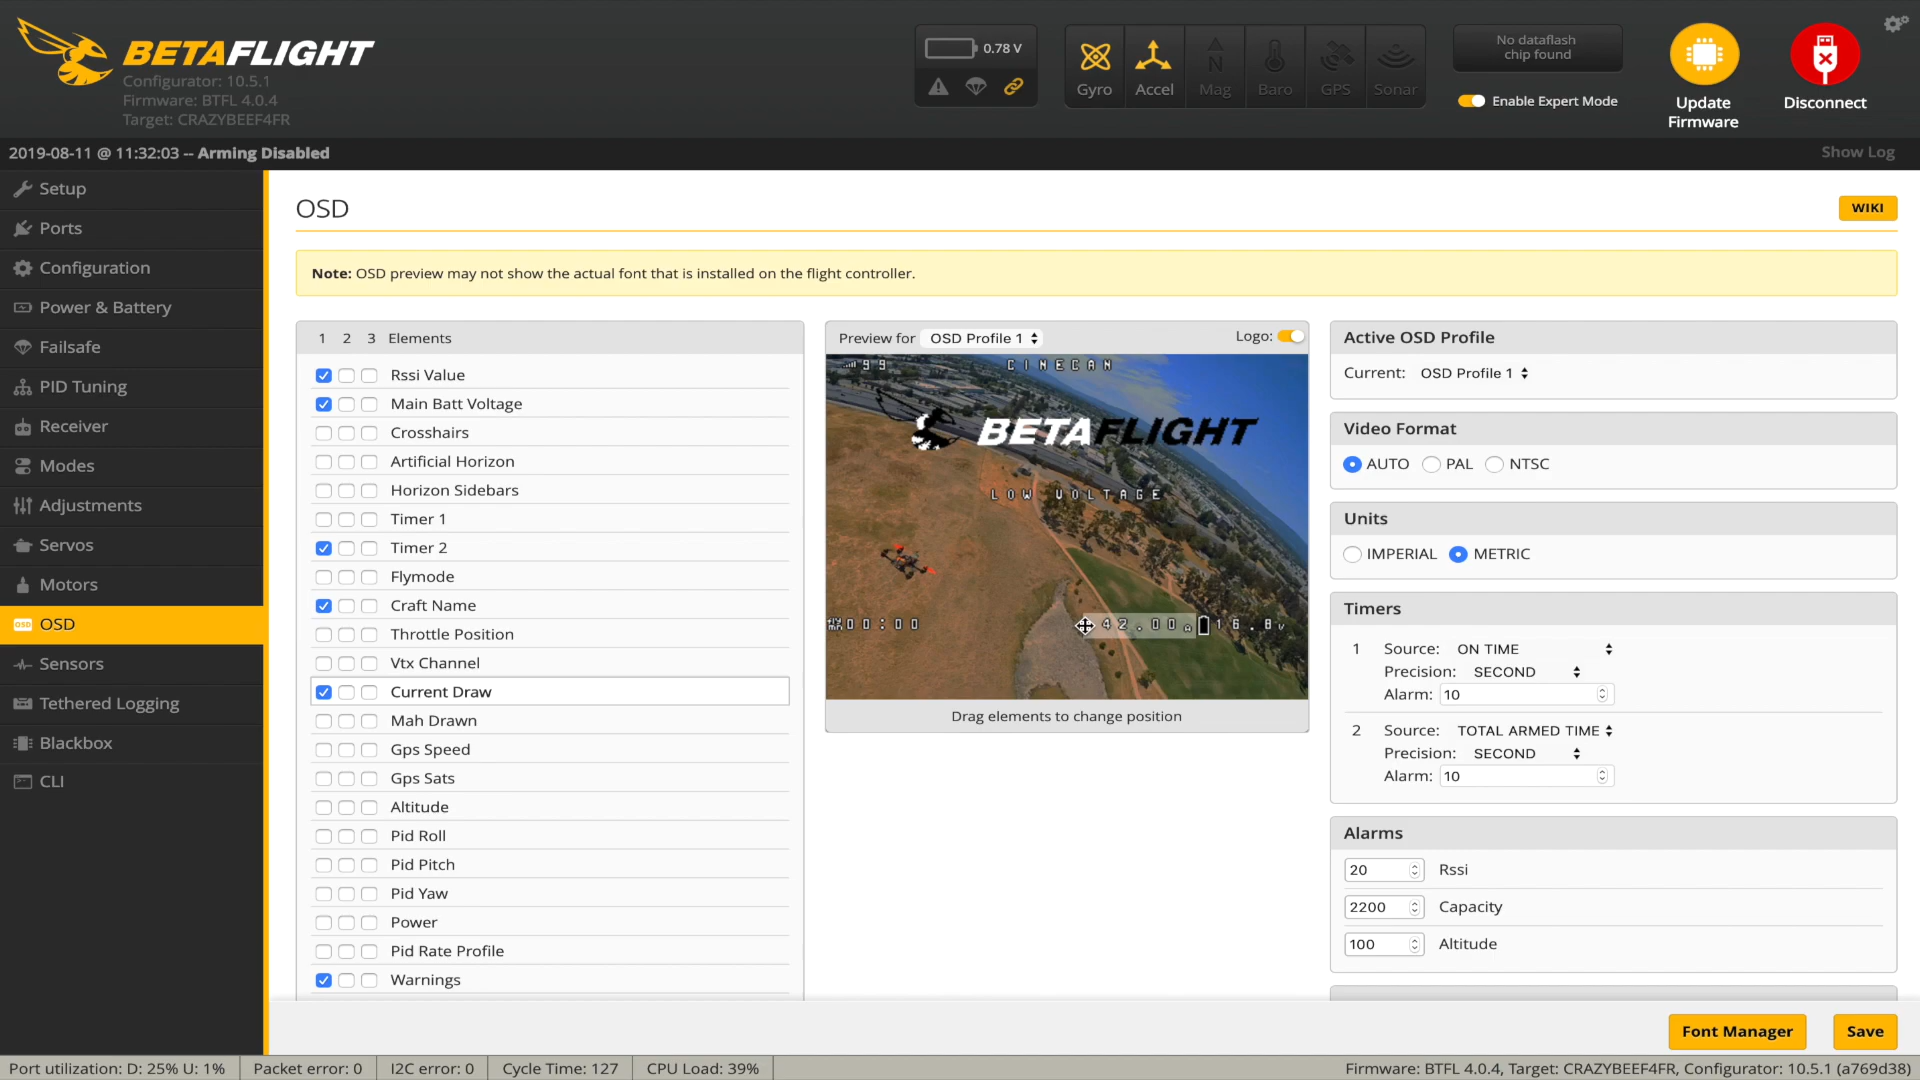 BETAFLIGHT
Configurator: 10.5.1
Firmware: BTFL 4.0.4
Target: CRAZYBEEF4FR
0.78 V
Gyro
Accel
Mag
Baro
GPS
Sonar
No dataflash
chip found
Enable Expert Mode
Update
Firmware
Disconnect
2019-08-11 @ 11:32:03 -- Arming Disabled
Show Log
Setup
Ports
Configuration
Power & Battery
Failsafe
PID Tuning
Receiver
Modes
Adjustments
Servos
Motors
OSD
Sensors
Tethered Logging
Blackbox
CLI
OSD
WIKI
Note: OSD preview may not show the actual font that is installed on the flight controller.
1 2 3 Elements
Rssi Value
Main Batt Voltage
Crosshairs
Artificial Horizon
Horizon Sidebars
Timer 1
Timer 2
Flymode
Craft Name
Throttle Position
Vtx Channel
Current Draw
Mah Drawn
Gps Speed
Gps Sats
Altitude
Pid Roll
Pid Pitch
Pid Yaw
Power
Pid Rate Profile
Warnings
Preview for OSD Profile 1
Logo:
99
CINECAN
BETAFLIGHT
LOW VOLTAGE
00:00
42.00A
16.8V
Drag elements to change position
Active OSD Profile
Current: OSD Profile 1
Video Format
AUTO PAL NTSC
Units
IMPERIAL METRIC
Timers
1 Source: ON TIME
Precision: SECOND
Alarm: 10
2 Source: TOTAL ARMED TIME
Precision: SECOND
Alarm: 10
Alarms
20 Rssi
2200 Capacity
100 Altitude
Font Manager
Save
Port utilization: D: 25% U: 1%
Packet error: 0
I2C error: 0
Cycle Time: 127
CPU Load: 39%
Firmware: BTFL 4.0.4, Target: CRAZYBEEF4FR, Configurator: 10.5.1 (a769d38)